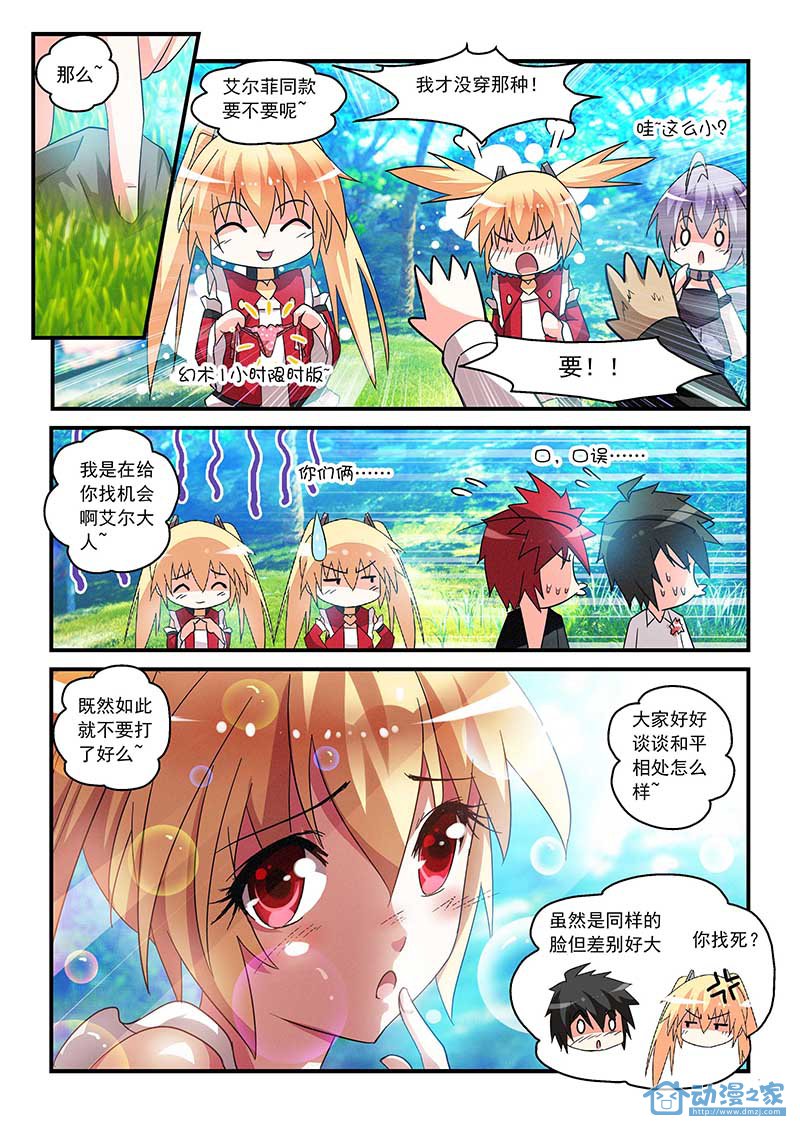 那么~
艾尔菲同款
要不要呢~
我才没穿那种！
哇~这么小？
幻术1小时限时版~
要！！
我是在给
你找机会
啊艾尔大
人~
你们俩……
口，口误……
既然如此
就不要打
了好么~
大家好好
谈谈和平
相处怎么
样~
虽然是同样的
脸但差别好大
你找死？
动漫之家
http://www.dmzj.com